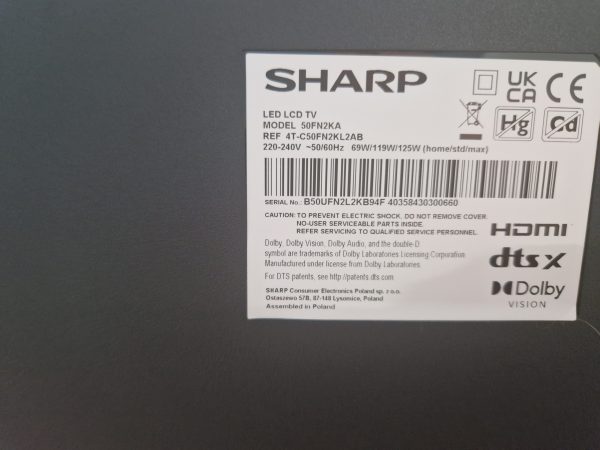 SHARP
UK
CA
CE
LED LCD TV
MODEL 50FN2KA
REF 4T-C50FN2KL2AB
220-240V ~50/60Hz 69W/119W/125W (home/std/max)
Hg
Cd
SERIAL No.: B50UFN2L2KB94F 40358430300660
CAUTION: TO PREVENT ELECTRIC SHOCK, DO NOT REMOVE COVER.
NO-USER SERVICEABLE PARTS INSIDE.
REFER SERVICING TO QUALIFIED SERVICE PERSONNEL.
HDMI
Dolby, Dolby Vision, Dolby Audio, and the double-D
symbol are trademarks of Dolby Laboratories Licensing Corporation.
Manufactured under license from Dolby Laboratories.
For DTS patents, see http://patents.dts.com.
dts X
Dolby
VISION
SHARP Consumer Electronics Poland sp. z o.o.
Ostaszewo 57B, 87-148 Lysomice, Poland
Assembled in Poland